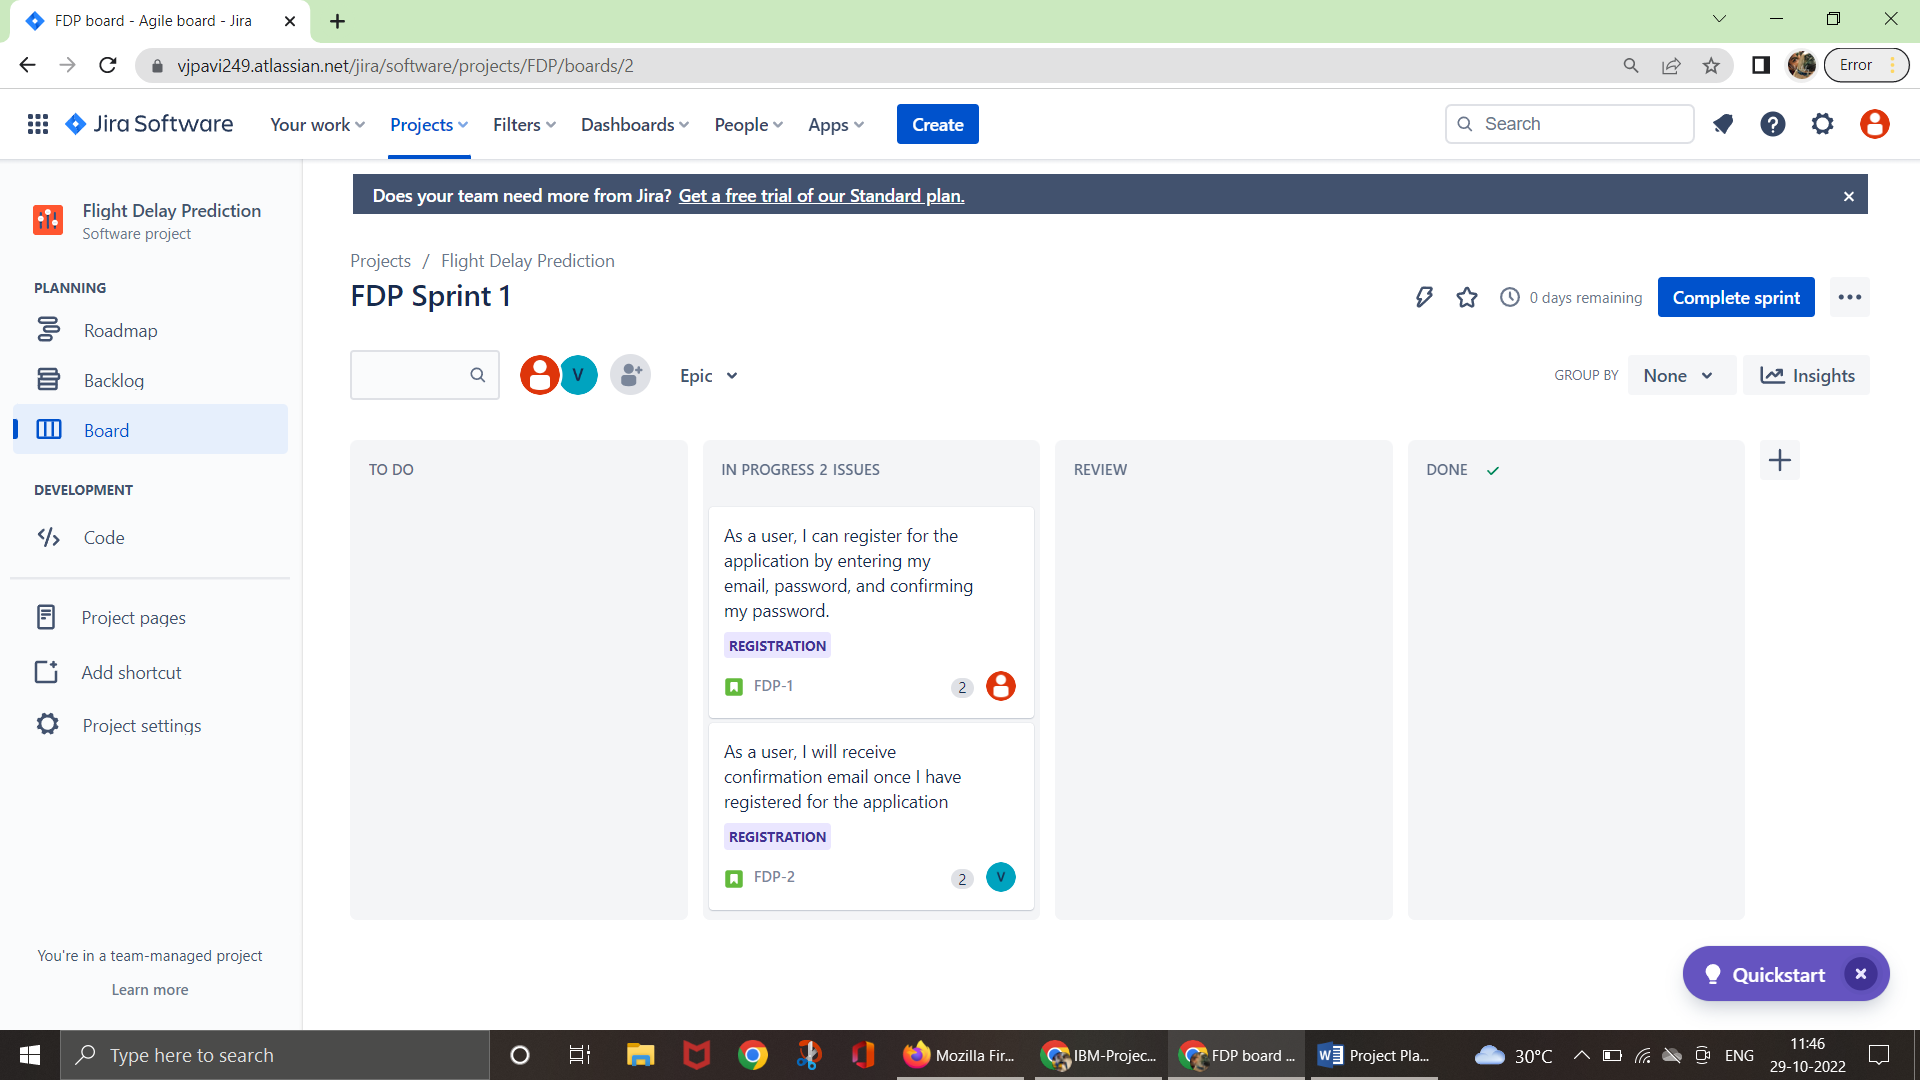 FDP board - Agile board - Jira
vjpavi249.atlassian.net/jira/software/projects/FDP/boards/2
Error
Jira Software
Your work
Projects
Filters
Dashboards
People
Apps
Create
Search
Does your team need more from Jira? Get a free trial of our Standard plan.
Flight Delay Prediction
Software project
PLANNING
Roadmap
Backlog
Board
DEVELOPMENT
Code
Project pages
Add shortcut
Project settings
You're in a team-managed project
Learn more
Projects / Flight Delay Prediction
FDP Sprint 1
0 days remaining
Complete sprint
V
Epic
GROUP BY
None
Insights
TO DO
IN PROGRESS 2 ISSUES
As a user, I can register for the
application by entering my
email, password, and confirming
my password.
REGISTRATION
FDP-1
2
As a user, I will receive
confirmation email once I have
registered for the application
REGISTRATION
FDP-2
2
V
REVIEW
DONE
Quickstart
Type here to search
Mozilla Fir...
IBM-Projec...
FDP board ...
Project Pla...
30°C
ENG
11:46
29-10-2022